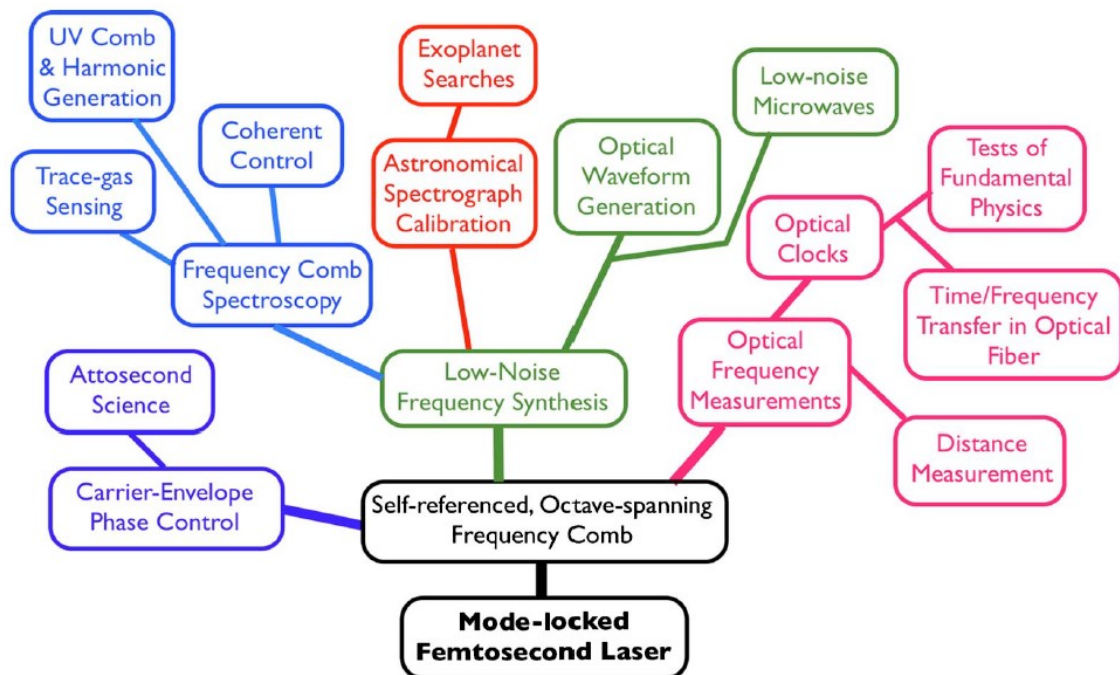 UV Comb
& Harmonic
Generation
Exoplanet
Searches
Low-noise
Microwaves
Coherent
Control
Trace-gas
Sensing
Astronomical
Spectrograph
Calibration
Optical
Waveform
Generation
Tests of
Fundamental
Physics
Optical
Clocks
Frequency Comb
Spectroscopy
Time/Frequency
Transfer in Optical
Fiber
Attosecond
Science
Low-Noise
Frequency Synthesis
Optical
Frequency
Measurements
Distance
Measurement
Carrier-Envelope
Phase Control
Self-referenced, Octave-spanning
Frequency Comb
Mode-locked
Femtosecond Laser